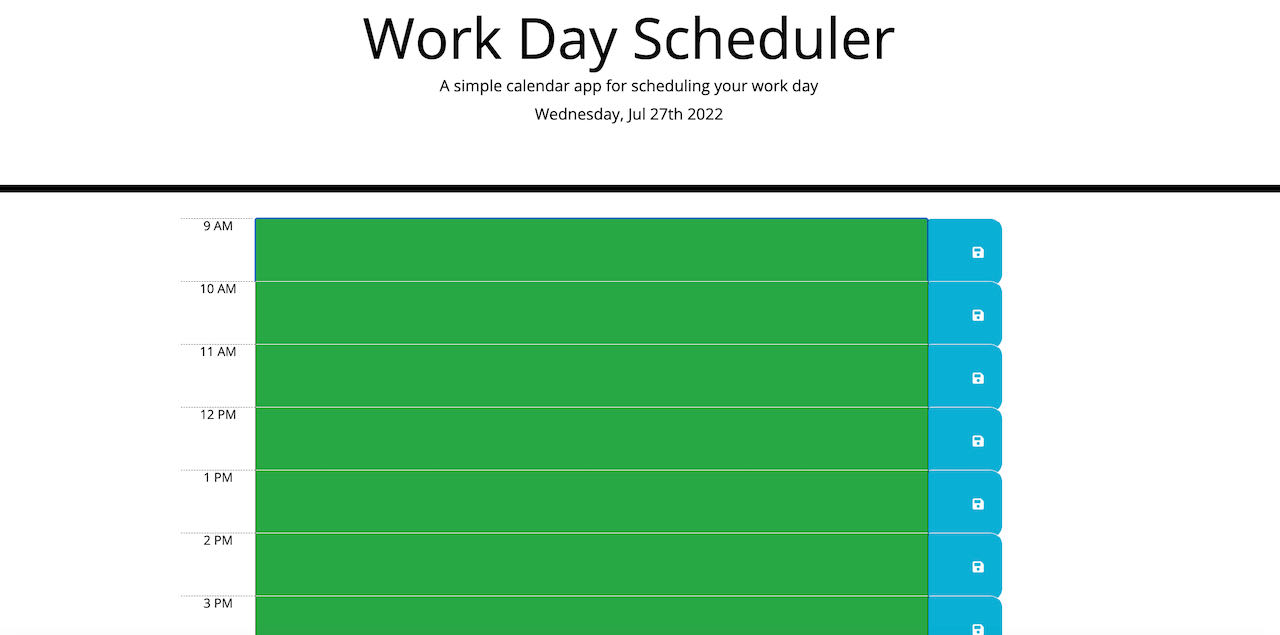 Work Day Scheduler
A simple calendar app for scheduling your work day
Wednesday, Jul 27th 2022
9 AM
10 AM
11 AM
12 PM
1 PM
2 PM
3 PM